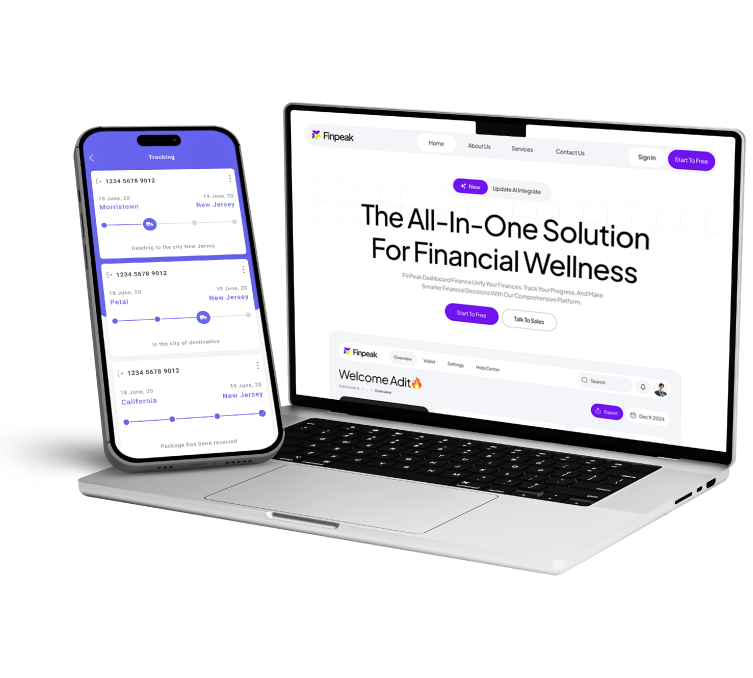 Tracking
1234 5678 9012
18 June, 20 19 June, 20
Morristown New Jersey
Heading to the city New Jersey
1234 5678 9012
18 June, 20 19 June, 20
Petal New Jersey
In the city of destination
1234 5678 9012
18 June, 20 19 June, 20
California New Jersey
Package has been received
Finpeak Home About Us Services Contact Us Sign In Start To Free
New Update AI Integrate
The All-In-One Solution
For Financial Wellness
FinPeak Dashboard Finance Unify Your Finances, Track Your Progress, And Make
Smarter Financial Decisions With Our Comprehensive Platform.
Start To Free Talk To Sales
Finpeak Overview Wallet Settings Help Center Search
Welcome Adit🔥
Dashboard Overview Export Dec 9, 2024